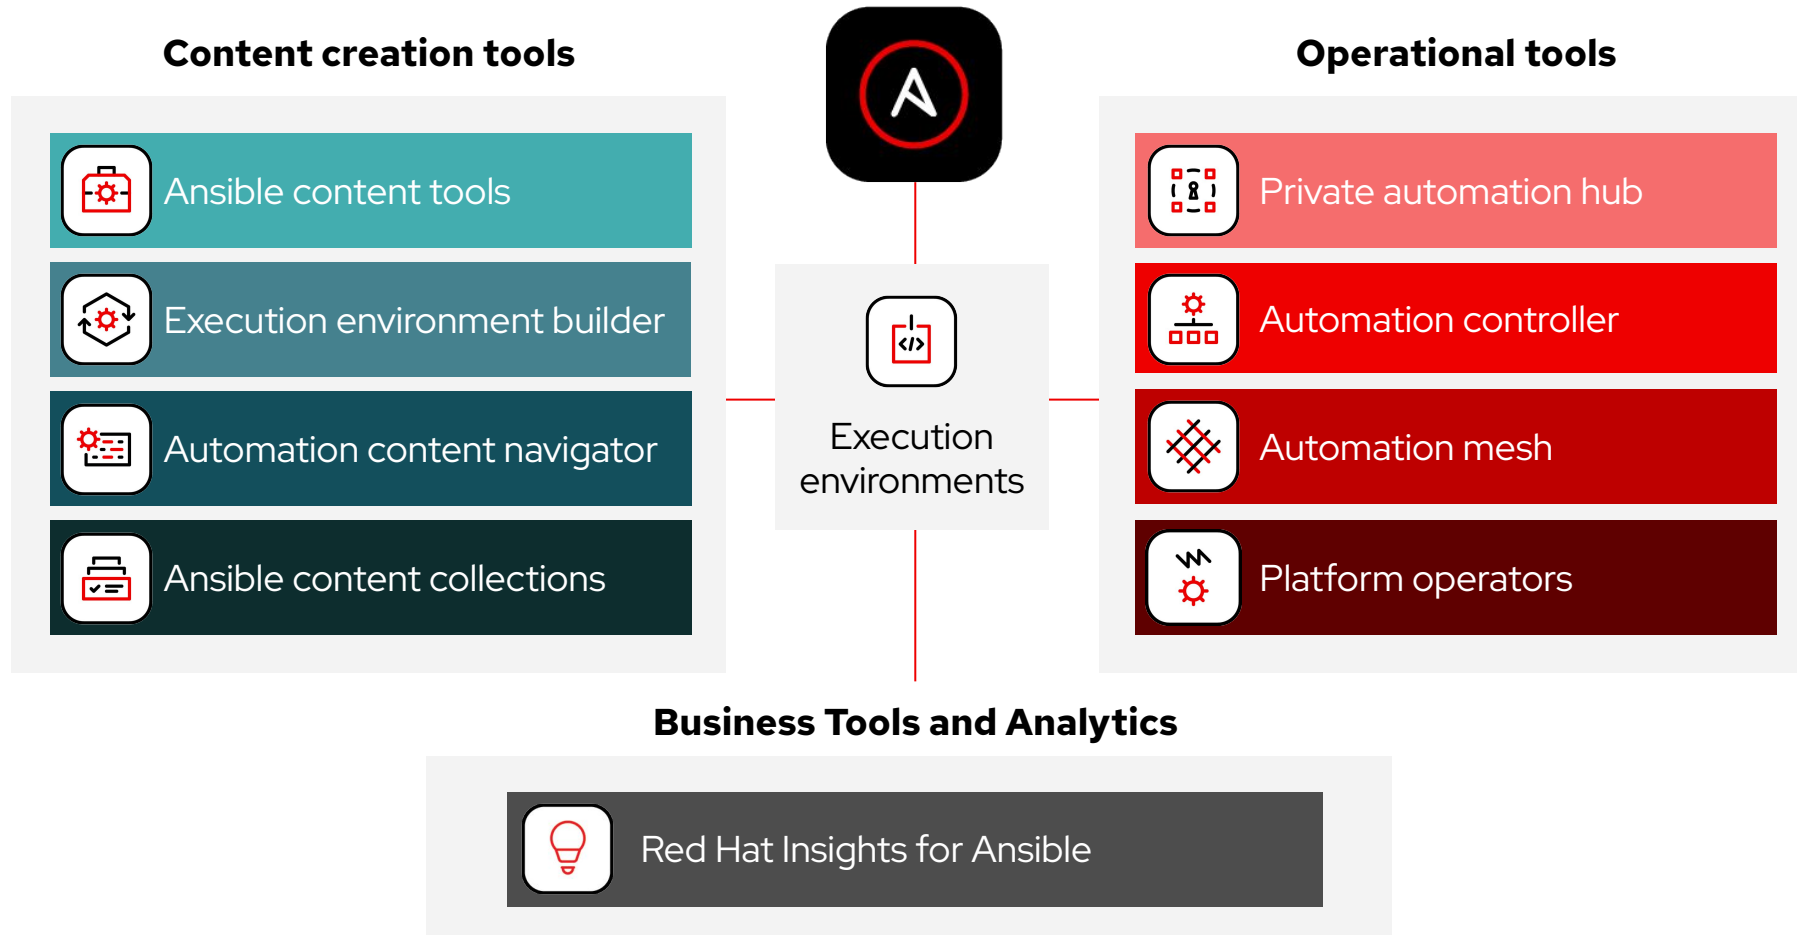 Content creation tools
Ansible content tools
Execution environment builder
Automation content navigator
Ansible content collections
Execution
environments
Operational tools
Private automation hub
Automation controller
Automation mesh
Platform operators
Business Tools and Analytics
Red Hat Insights for Ansible